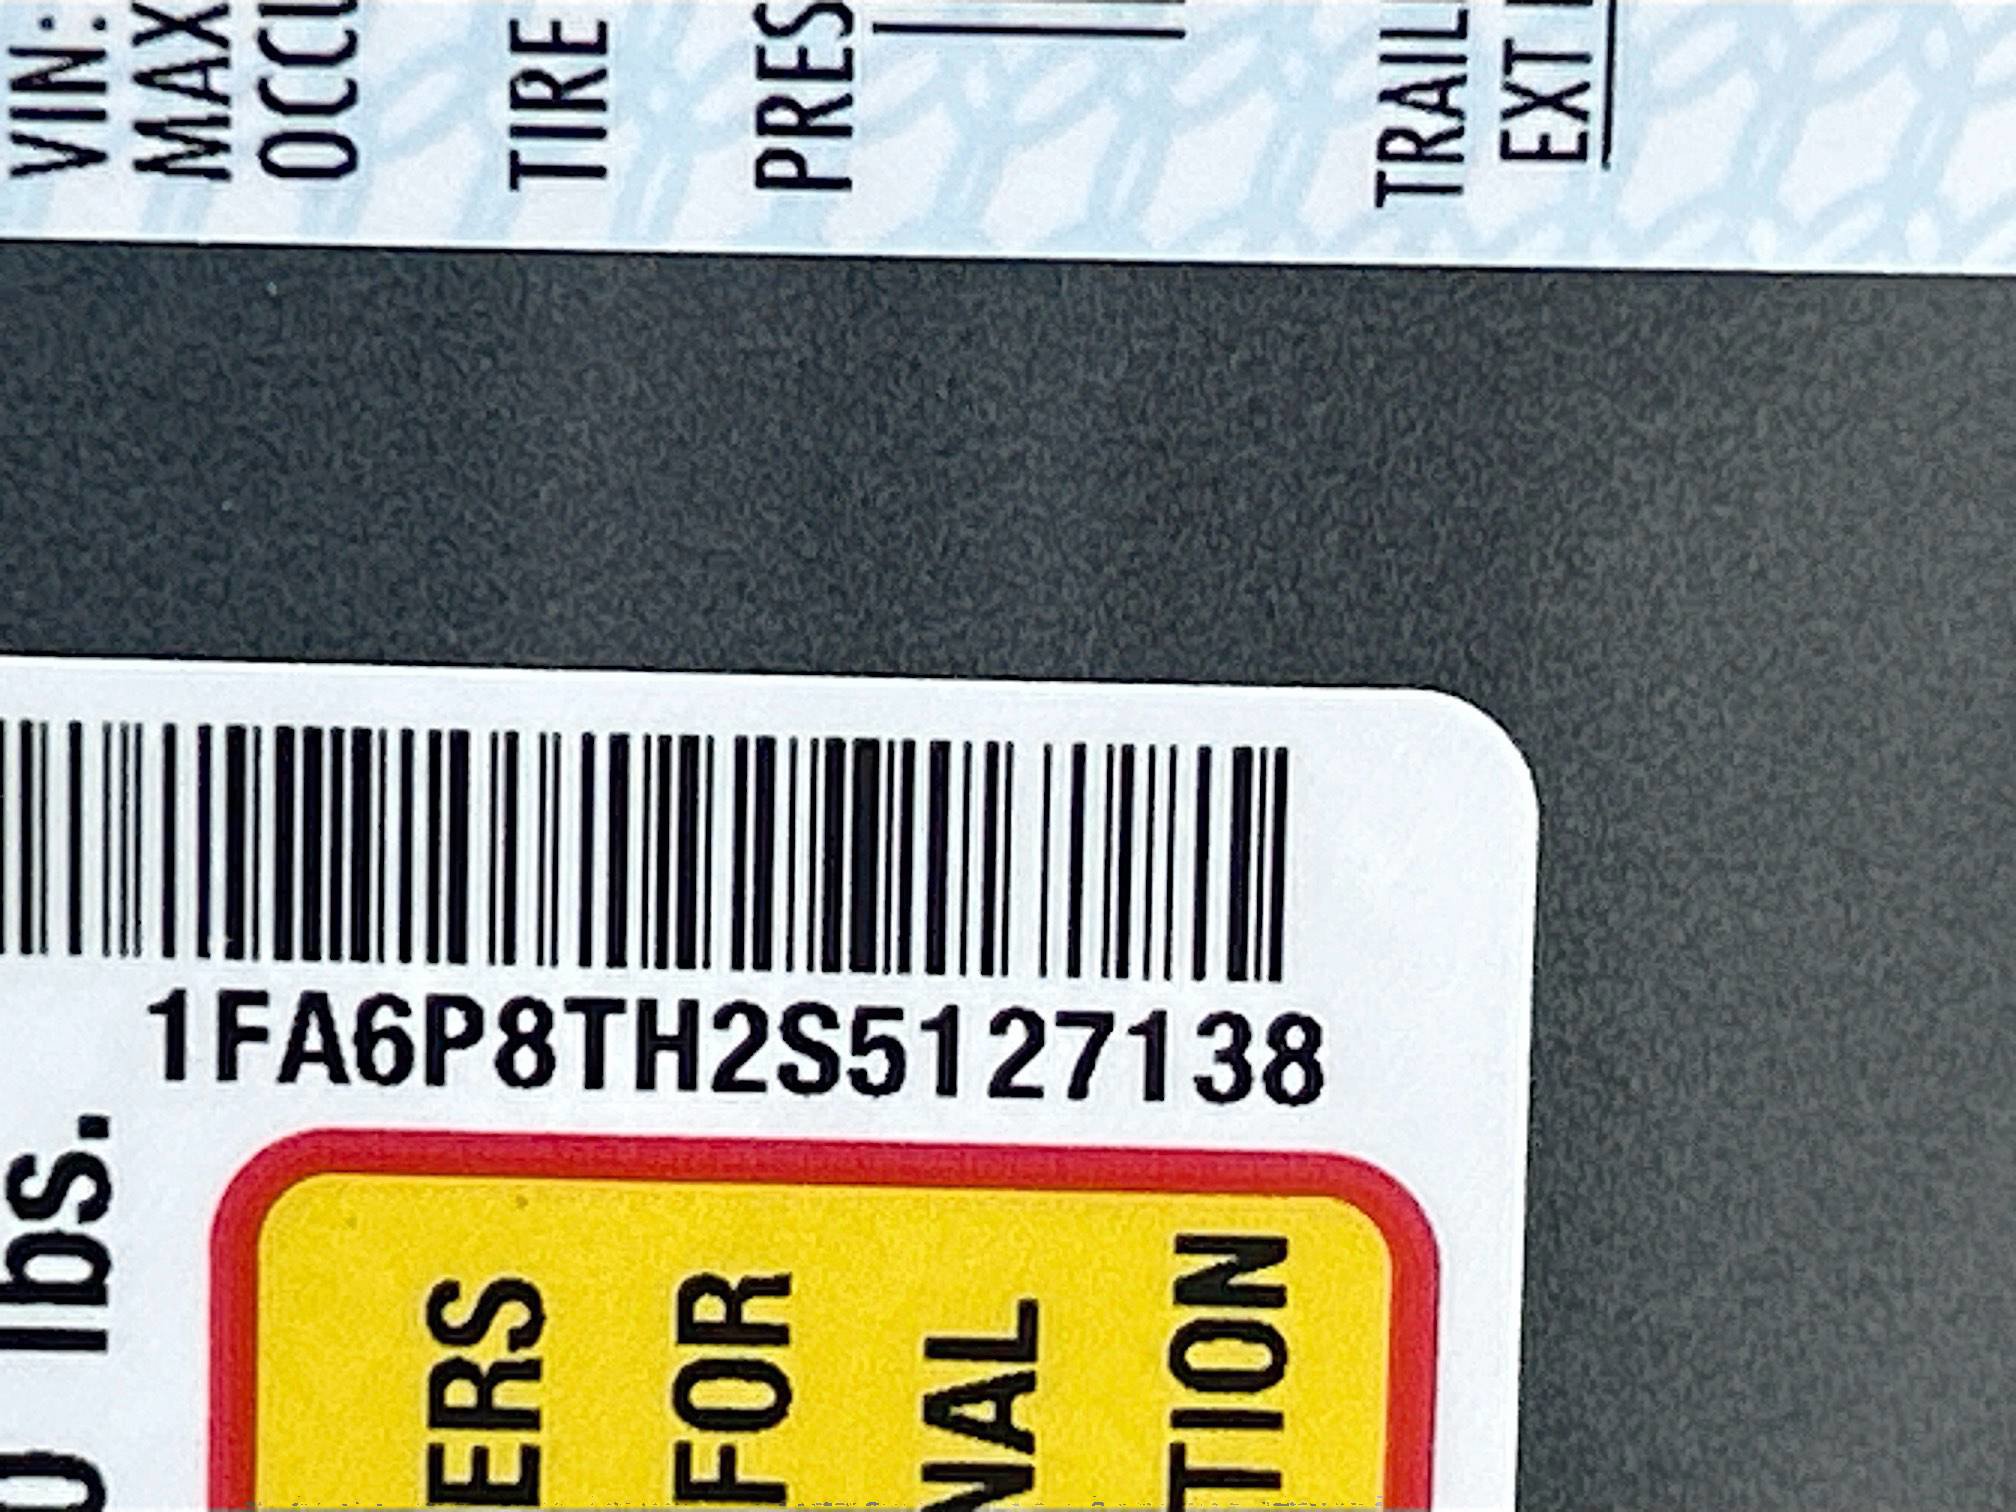 VIN:
MAX
OCCU
TIRE
PRES
TRAIL
EXT
1FA6P8TH2S5127138
lbs.
ERS
FOR
NAL
TION